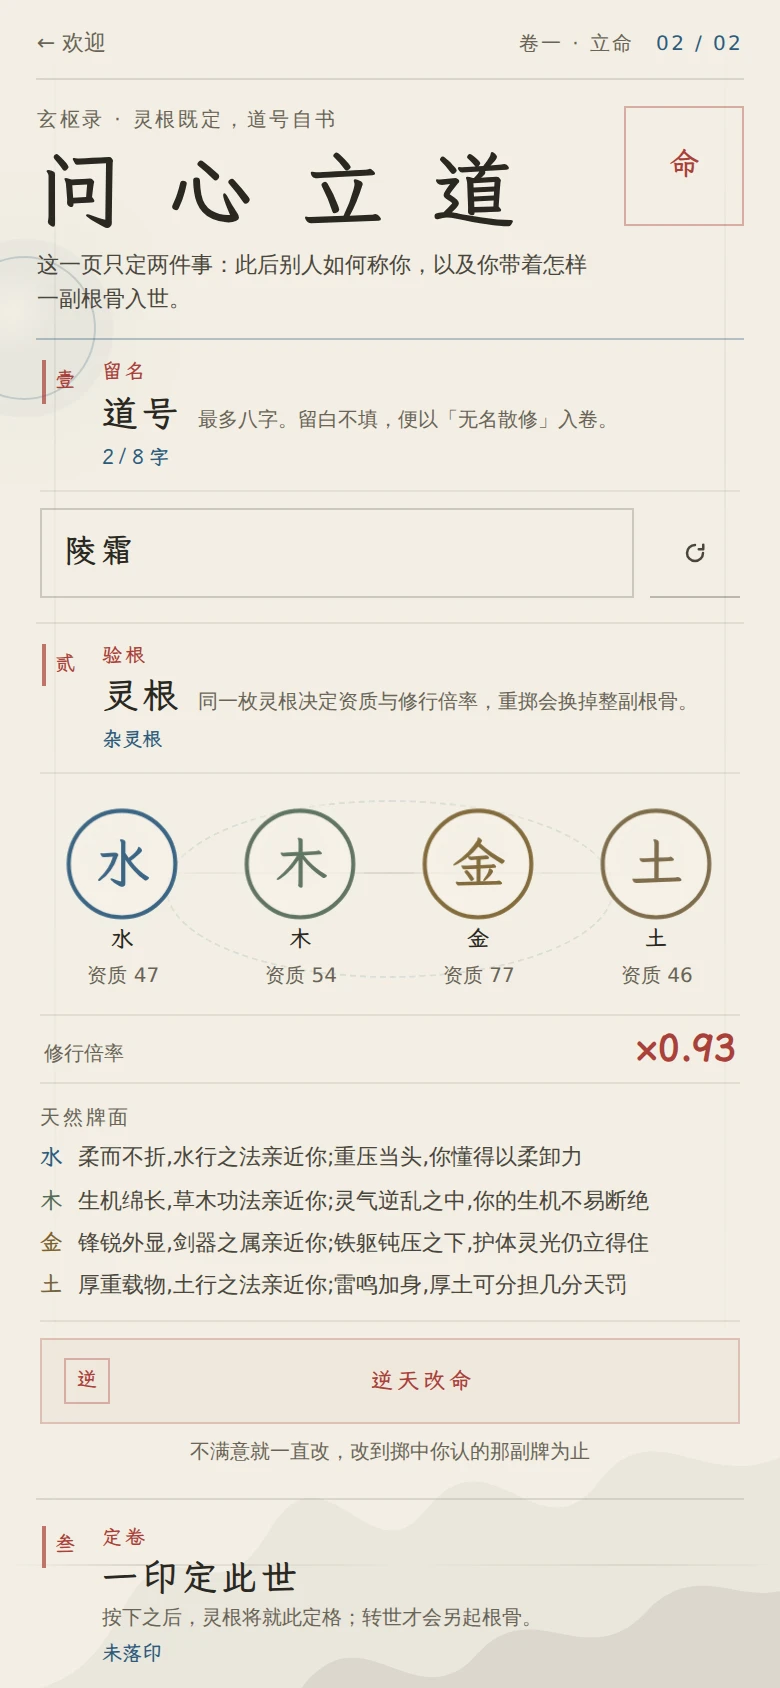 ← 欢迎
卷一 · 立命 02 / 02
玄枢录 · 灵根既定，道号自书
命
问心立道
这一页只定两件事：此后别人如何称你，以及你带着怎样
一副根骨入世。
壹 留名
道号 最多八字。留白不填，便以「无名散修」入卷。
2 / 8 字
陵霜
贰 验根
灵根 同一枚灵根决定资质与修行倍率，重掷会换掉整副根骨。
杂灵根
水 木 金 土
水 木 金 土
资质 47 资质 54 资质 77 资质 46
修行倍率 ×0.93
天然牌面
水 柔而不折,水行之法亲近你;重压当头,你懂得以柔卸力
木 生机绵长,草木功法亲近你;灵气逆乱之中,你的生机不易断绝
金 锋锐外显,剑器之属亲近你;铁躯钝压之下,护体灵光仍立得住
土 厚重载物,土行之法亲近你;雷鸣加身,厚土可分担几分天罚
逆 逆天改命
不满意就一直改，改到掷中你认的那副牌为止
叁 定卷
一印定此世
按下之后，灵根将就此定格；转世才会另起根骨。
未落印